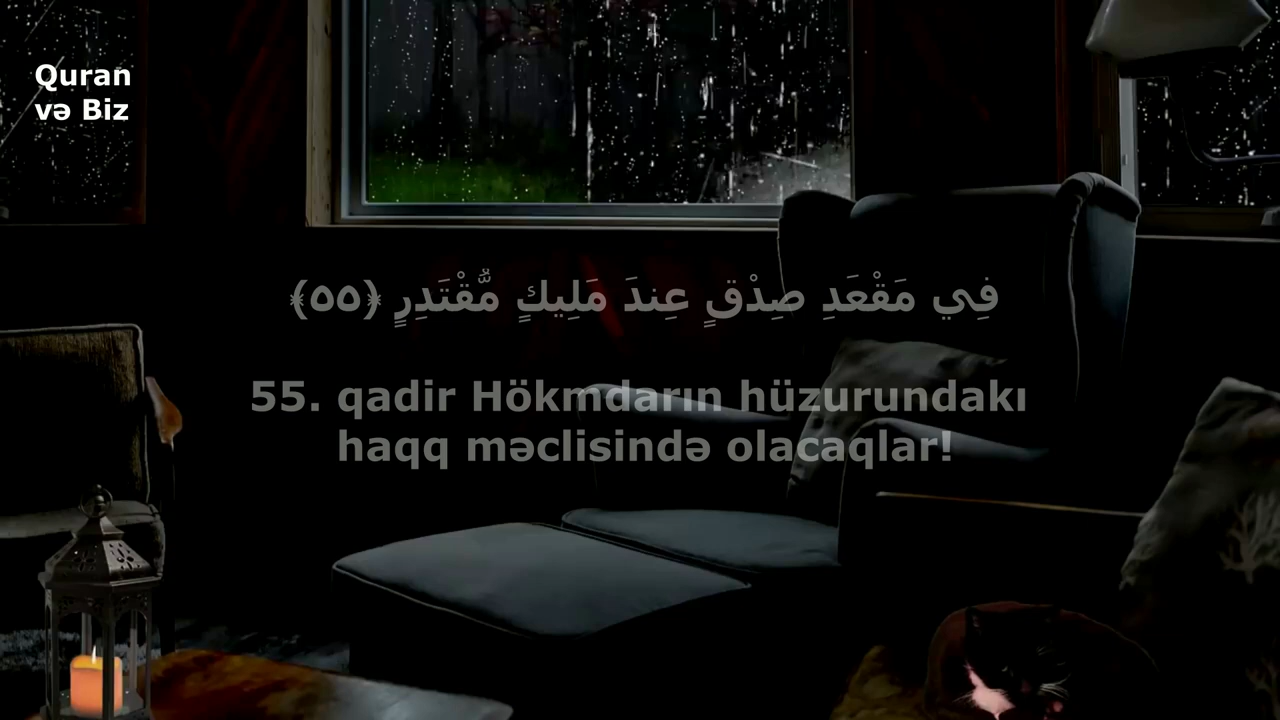 Quran
və Biz
فِي مَقْعَدِ صِدْقٍ عِندَ مَلِيكٍ مُّقْتَدِرٍ ﴿٥٥﴾
55. qadir Hökmdarın hüzurundakı
haqq məclisində olacaqlar!